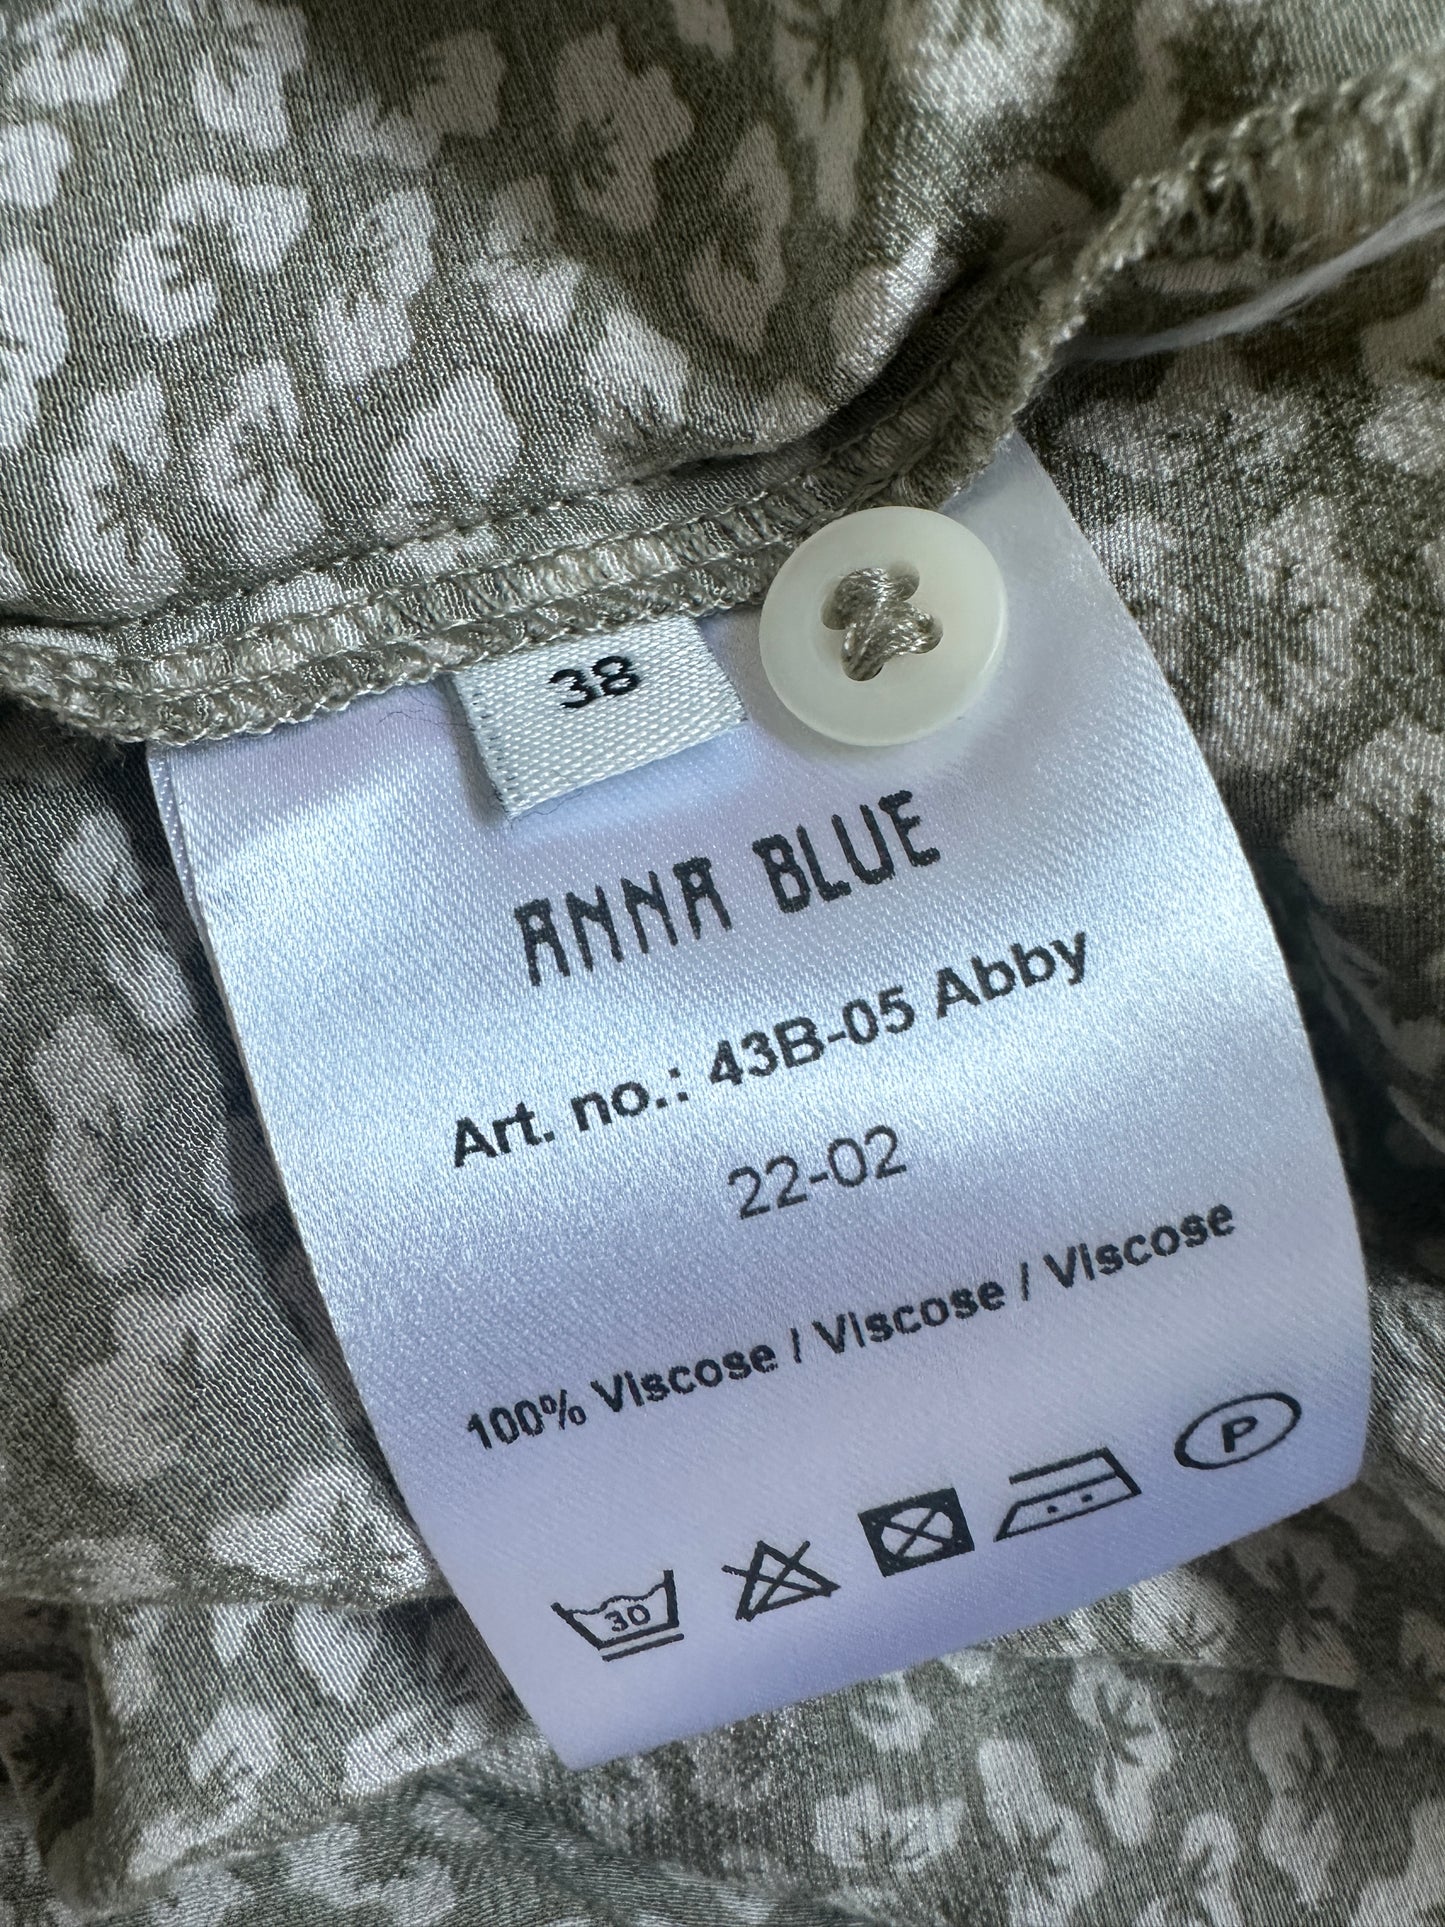 38
ANNA BLUE
Art. no.: 43B-05 Abby
22-02
100% Viscose / Viscose / Viscose
30
P